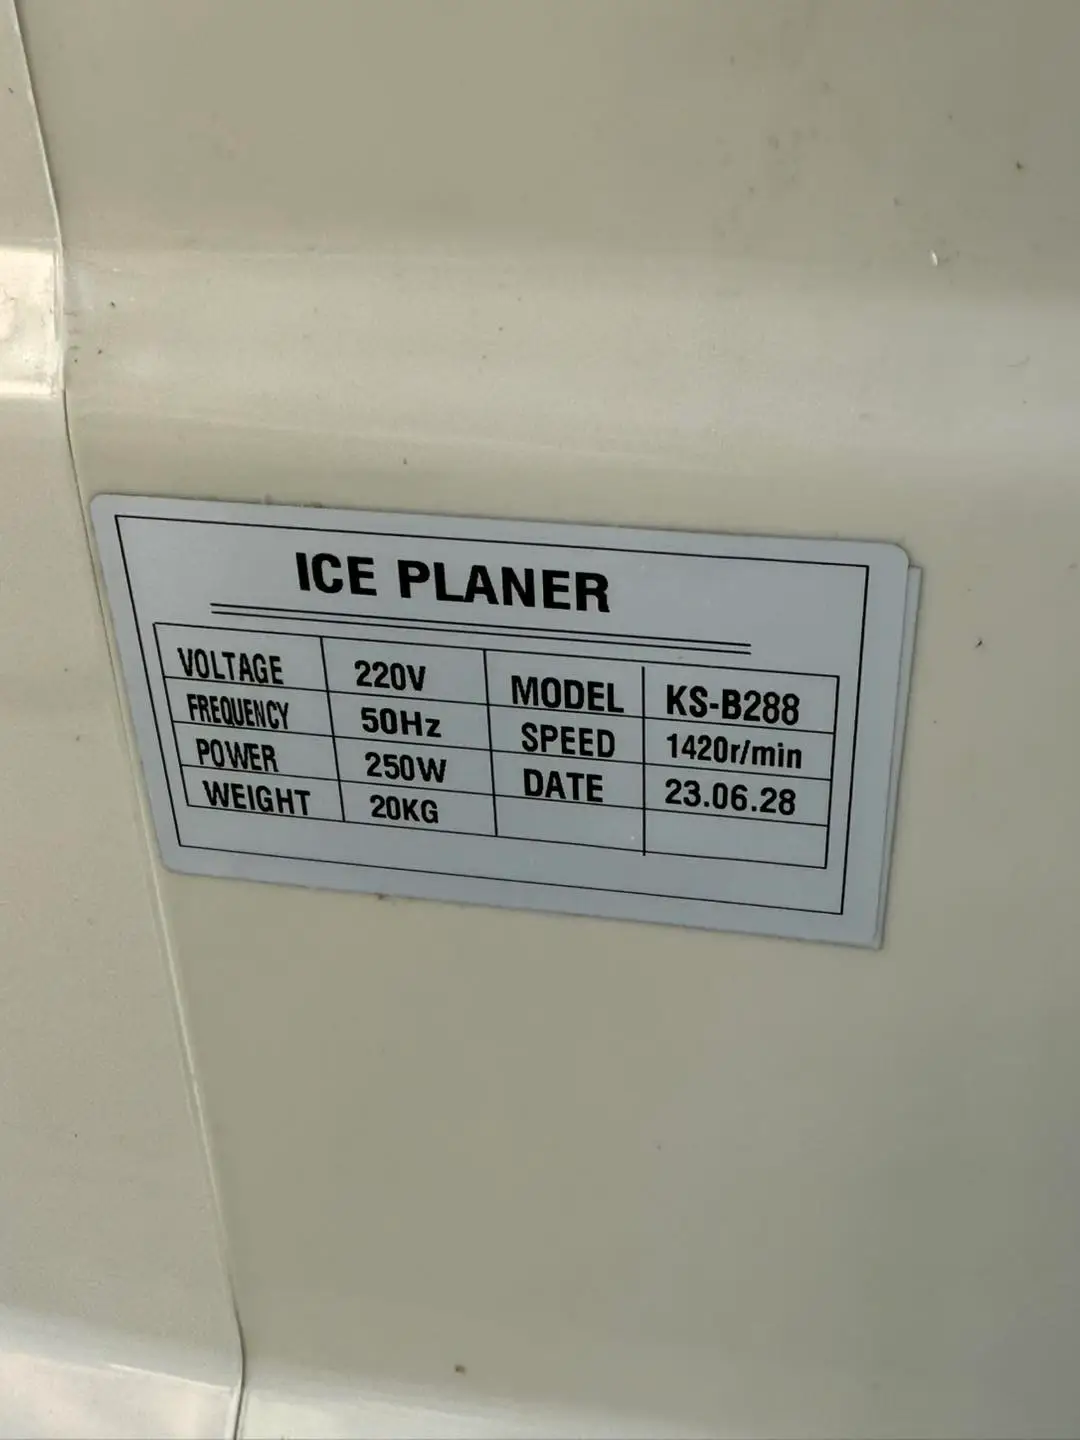 ICE PLANER
VOLTAGE 220V MODEL KS-B288
FREQUENCY 50Hz SPEED 1420r/min
POWER 250W DATE 23.06.28
WEIGHT 20KG